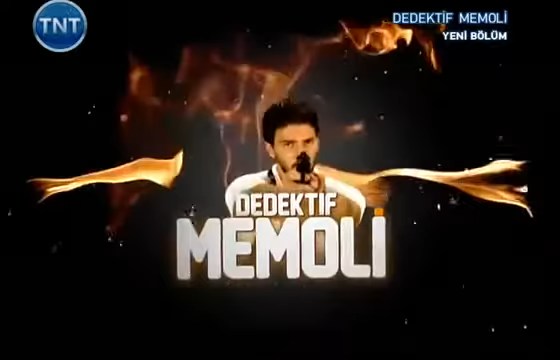 TNT
DEDEKTİF MEMOLİ
YENİ BÖLÜM
DEDEKTİF
MEMOLİ